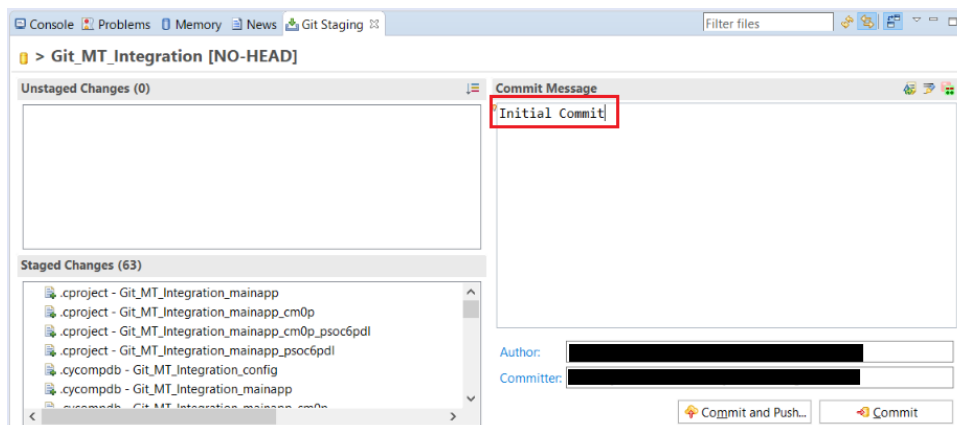 Console Problems Memory News Git Staging Filter files
> Git_MT_Integration [NO-HEAD]
Unstaged Changes (0)
Staged Changes (63)
.cproject - Git_MT_Integration_mainapp
.cproject - Git_MT_Integration_mainapp_cm0p
.cproject - Git_MT_Integration_mainapp_cm0p_psoc6pdl
.cproject - Git_MT_Integration_mainapp_psoc6pdl
.cycompdb - Git_MT_Integration_config
.cycompdb - Git_MT_Integration_mainapp
.cycompdb - Git_MT_Integration_mainapp_cm0p
Commit Message
Initial Commit
Author:
Committer:
Commit and Push...
Commit